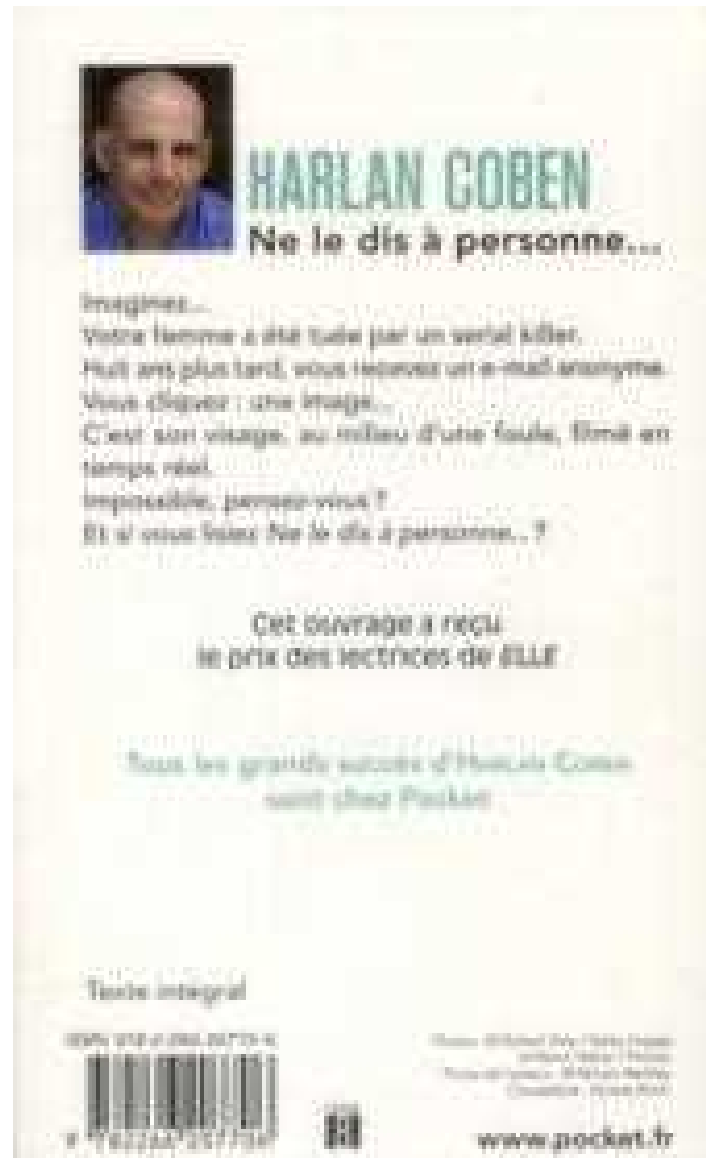 HARLAN COBEN
Ne le dis à personne...
Imaginez...
Votre femme a été tuée par un serial killer.
Huit ans plus tard, vous recevez un e-mail anonyme.
Vous cliquez : une image...
C'est son visage, au milieu d'une foule, filmé en
temps réel.
Impossible, pensez-vous ?
Et si vous lisiez Ne le dis à personne... ?
Cet ouvrage a reçu
le prix des lectrices de ELLE
Tous les grands succès d'HARLAN COBEN
sont chez Pocket
Texte intégral
www.pocket.fr